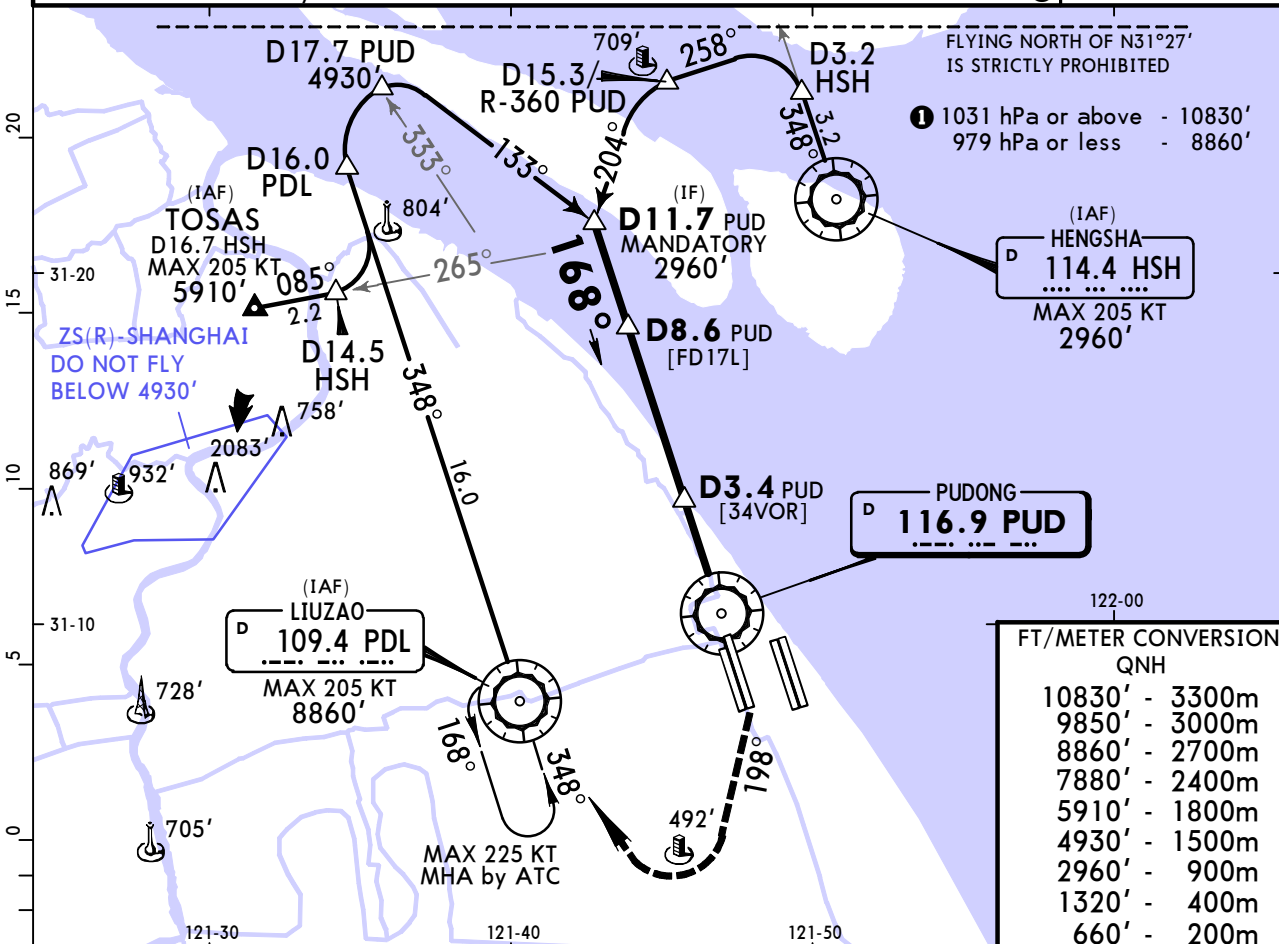 D17.7 PUD
4930'
709'
258°
D15.3/
R-360 PUD
D3.2
HSH
FLYING NORTH OF N31°27'
IS STRICTLY PROHIBITED
1 1031 hPa or above - 10830'
979 hPa or less - 8860'
3.2
348°
204°
133°
333°
D16.0
PDL
804'
(IAF)
TOSAS
D16.7 HSH
MAX 205 KT
5910'
085°
2.2
265°
D14.5
HSH
(IF)
D11.7 PUD
MANDATORY
2960'
168°
(IAF)
HENGSHA
D 114.4 HSH
MAX 205 KT
2960'
20
31-20
15
ZS(R)-SHANGHAI
DO NOT FLY
BELOW 4930'
D8.6 PUD
[FD17L]
348°
758'
2083'
869'
932'
10
16.0
D3.4 PUD
[34VOR]
PUDONG
D 116.9 PUD
31-10
5
(IAF)
LIUZAO
D 109.4 PDL
MAX 205 KT
8860'
728'
168°
348°
198°
492'
705'
0
MAX 225 KT
MHA by ATC
122-00
FT/METER CONVERSION
QNH
10830' - 3300m
9850' - 3000m
8860' - 2700m
7880' - 2400m
5910' - 1800m
4930' - 1500m
2960' - 900m
1320' - 400m
660' - 200m
121-30
121-40
121-50